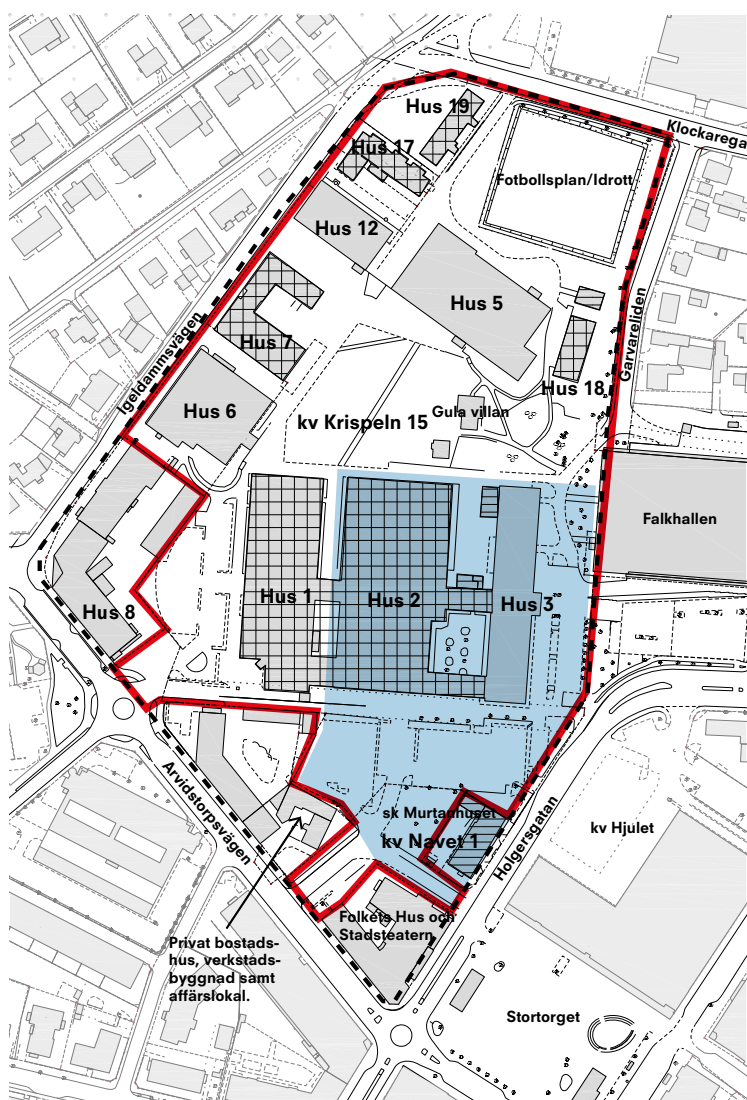 Hus 19
Klockarega
Hus 17
Fotbollsplan/Idrott
Hus 12
Hus 5
Igeldammsvägen
Hus 7
Garvareliden
Hus 18
Hus 6
kv Krispeln 15
Gula villan
Falkhallen
Hus 1
Hus 2
Hus 3
Hus 8
Arvidstorpsvägen
sk Murtanhuset
kv Navet 1
Holgersgatan
kv Hjulet
Folkets Hus och
Stadsteatern
Privat bostads-
hus, verkstads-
byggnad samt
affärslokal.
Stortorget